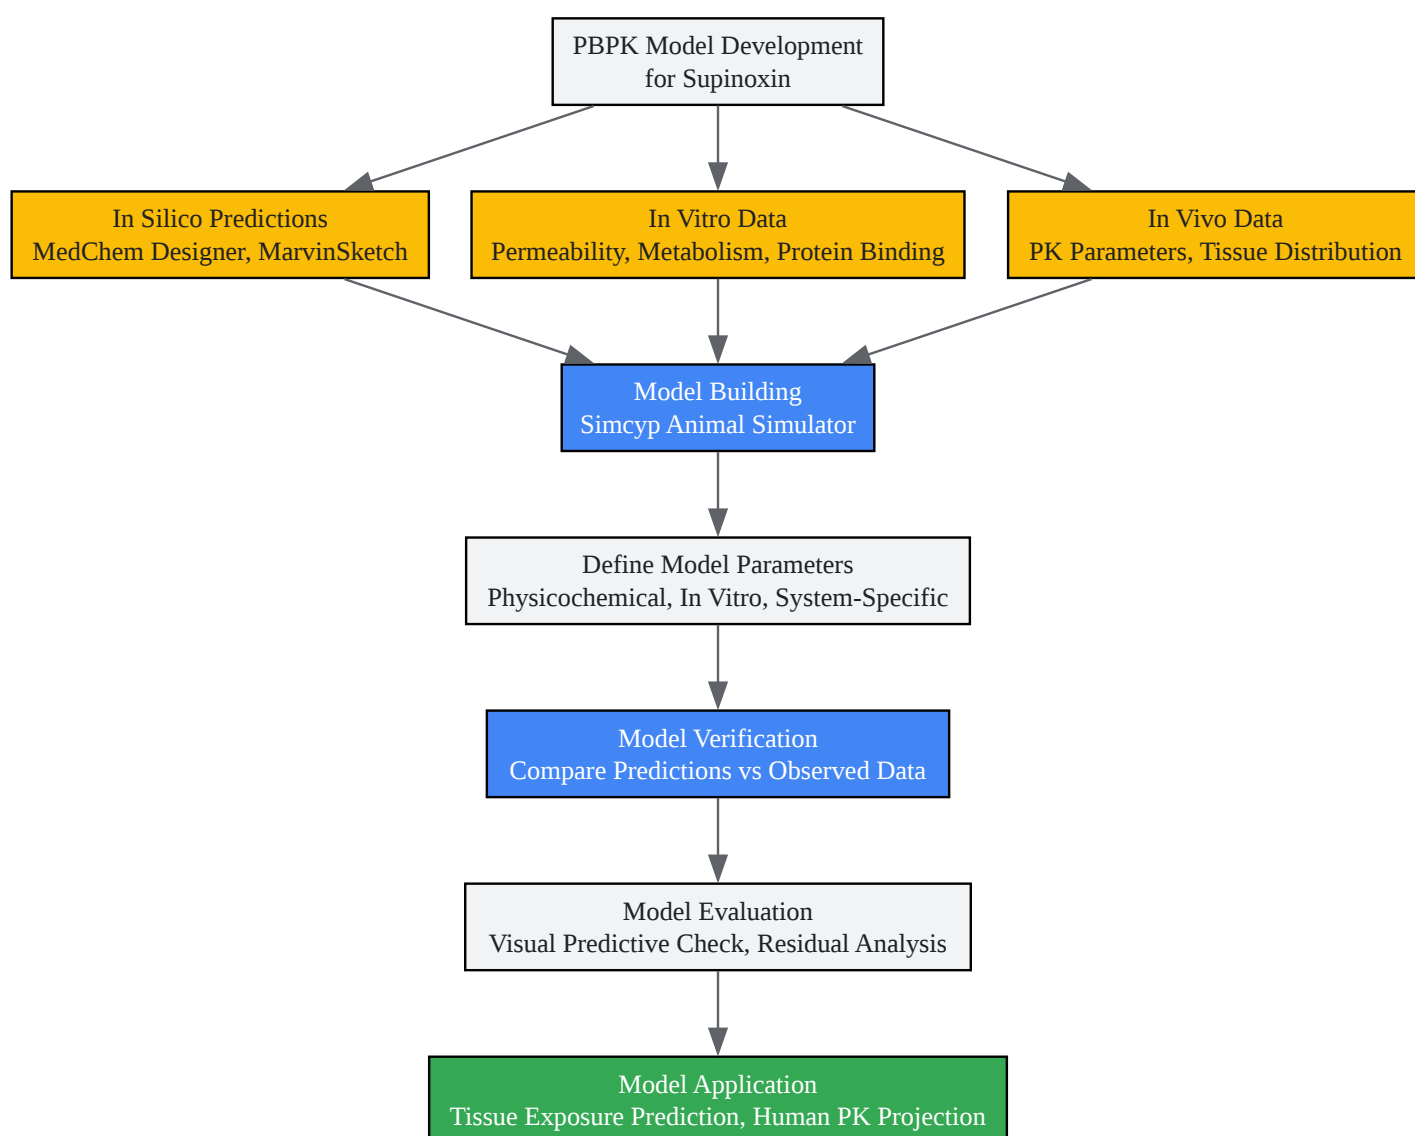 PBPK Model Development
for Supinoxin
In Silico Predictions
MedChem Designer, MarvinSketch
In Vitro Data
Permeability, Metabolism, Protein Binding
In Vivo Data
PK Parameters, Tissue Distribution
Model Building
Simcyp Animal Simulator
Define Model Parameters
Physicochemical, In Vitro, System-Specific
Model Verification
Compare Predictions vs Observed Data
Model Evaluation
Visual Predictive Check, Residual Analysis
Model Application
Tissue Exposure Prediction, Human PK Projection